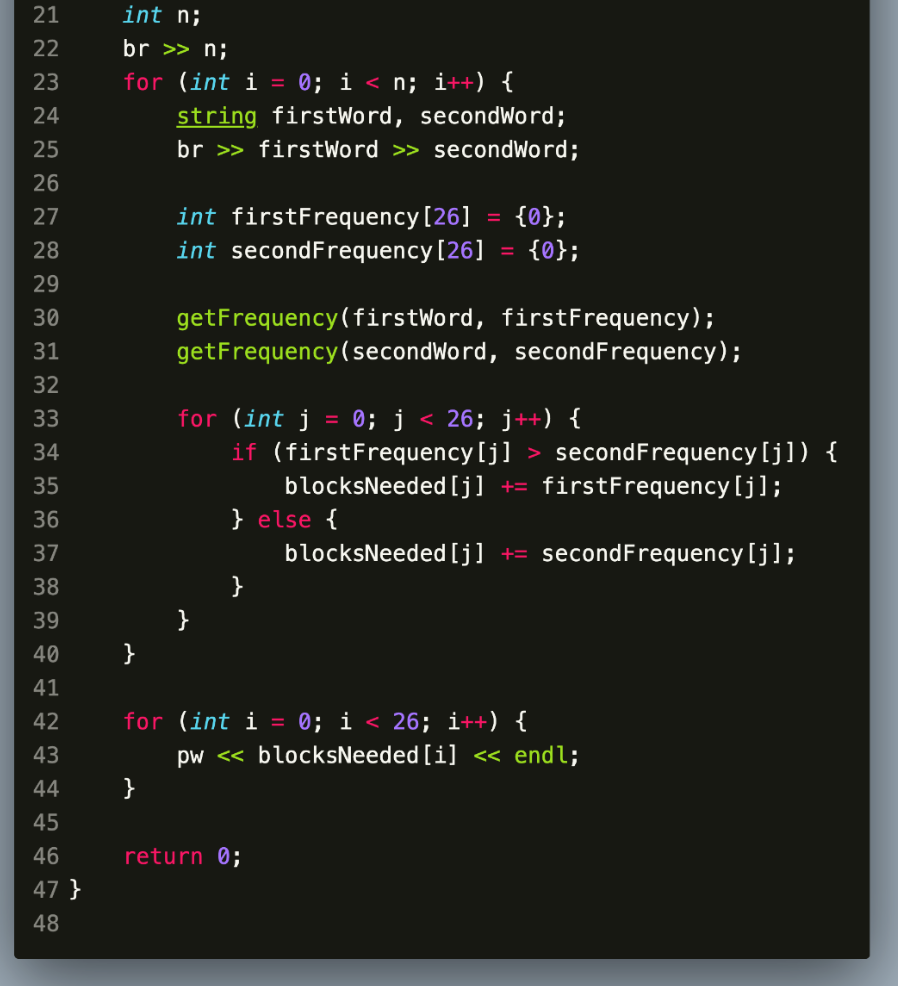 21     int n;
22     br >> n;
23     for (int i = 0; i < n; i++) {
24         string firstWord, secondWord;
25         br >> firstWord >> secondWord;
26
27         int firstFrequency[26] = {0};
28         int secondFrequency[26] = {0};
29
30         getFrequency(firstWord, firstFrequency);
31         getFrequency(secondWord, secondFrequency);
32
33         for (int j = 0; j < 26; j++) {
34             if (firstFrequency[j] > secondFrequency[j]) {
35                 blocksNeeded[j] += firstFrequency[j];
36             } else {
37                 blocksNeeded[j] += secondFrequency[j];
38             }
39         }
40     }
41
42     for (int i = 0; i < 26; i++) {
43         pw << blocksNeeded[i] << endl;
44     }
45
46     return 0;
47 }
48